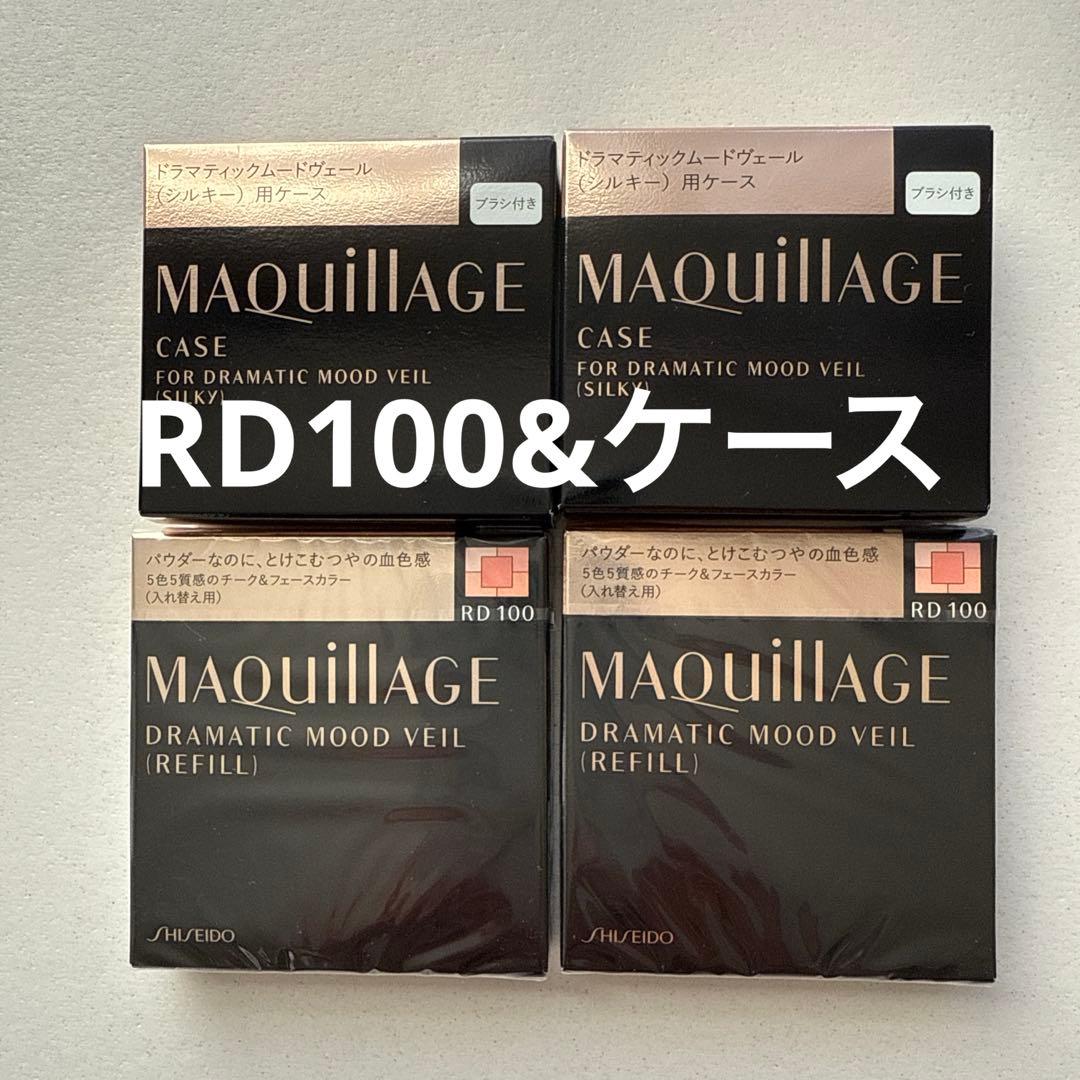 ドラマティックムードヴェール
(シルキー) 用ケース
ブラシ付き
MAQuillAGE
CASE
FOR DRAMATIC MOOD VEIL
(SILKY)
ドラマティックムードヴェール
(シルキー) 用ケース
ブラシ付き
MAQuillAGE
CASE
FOR DRAMATIC MOOD VEIL
(SILKY)
RD100&ケース
パウダーなのに、とけこむつやの血色感
5色5質感のチーク&フェースカラー
(入れ替え用)
RD 100
MAQuillAGE
DRAMATIC MOOD VEIL
(REFILL)
SHISEIDO
パウダーなのに、とけこむつやの血色感
5色5質感のチーク&フェースカラー
(入れ替え用)
RD 100
MAQuillAGE
DRAMATIC MOOD VEIL
(REFILL)
SHISEIDO